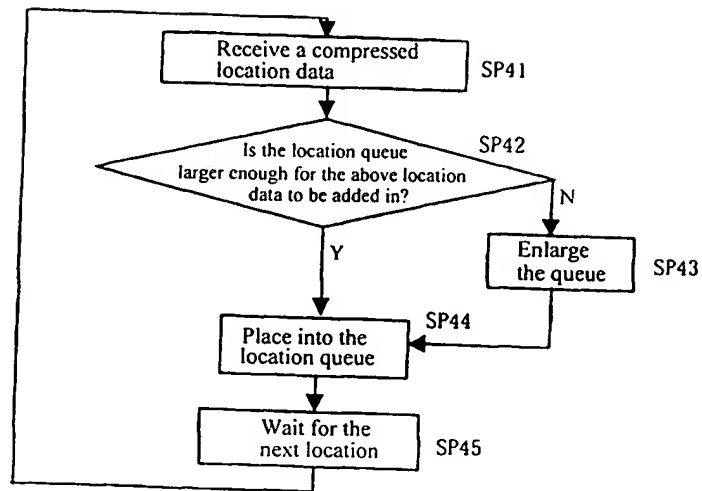 Receive a compressed
location data
SP41
SP42
Is the location queue
larger enough for the above location
data to be added in?
N
Y
Enlarge
the queue
SP43
SP44
Place into the
location queue
Wait for the
next location
SP45